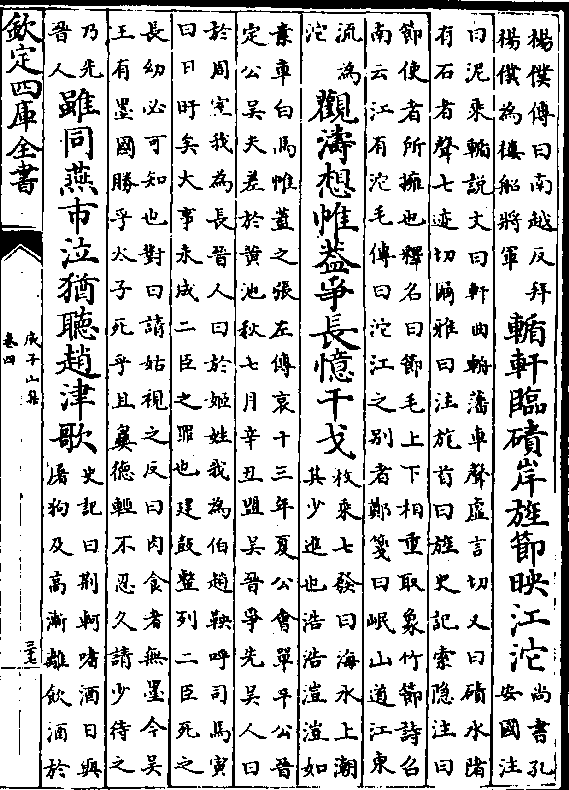 楊僕傳曰南越反拜
楊僕為樓船將軍
輴軒臨磧岸旌節映江沱
尚書孔
安國注
曰泥乘輴説文曰軒曲輈藩車聲虛言切又曰磧水陼
有石者聲七迹切爾雅曰注旄首曰旌史記索隠注曰
節使者所擁也釋名曰節毛上下相重取象竹節詩召
南云江有沱毛傳曰沱江之别者鄭箋曰岷山道江東
流為
沱
觀濤想帷葢爭長憶干戈
枚乘七發曰海水上潮
其少進也浩浩溰溰如
素車白馬帷葢之張左傳哀十三年夏公會單平公晉
定公吳夫差於黄池秋七月辛丑盟吳晉爭先吳人曰
於周室我為長晉人曰於姬姓我為伯趙鞅呼司馬寅
曰日旰矣大事未成二臣之罪也建鼓整列二臣死之
長幼必可知也對曰請姑視之反曰肉食者無墨今吳
王有墨國勝乎太子死乎且夷德輕不忍久請少待之
乃先
晉人
雖同燕市泣猶聽趙津歌
史記曰荆軻嗜酒日與
屠狗及高漸離飲酒於
欽定四庫全書
庾子山集
卷四